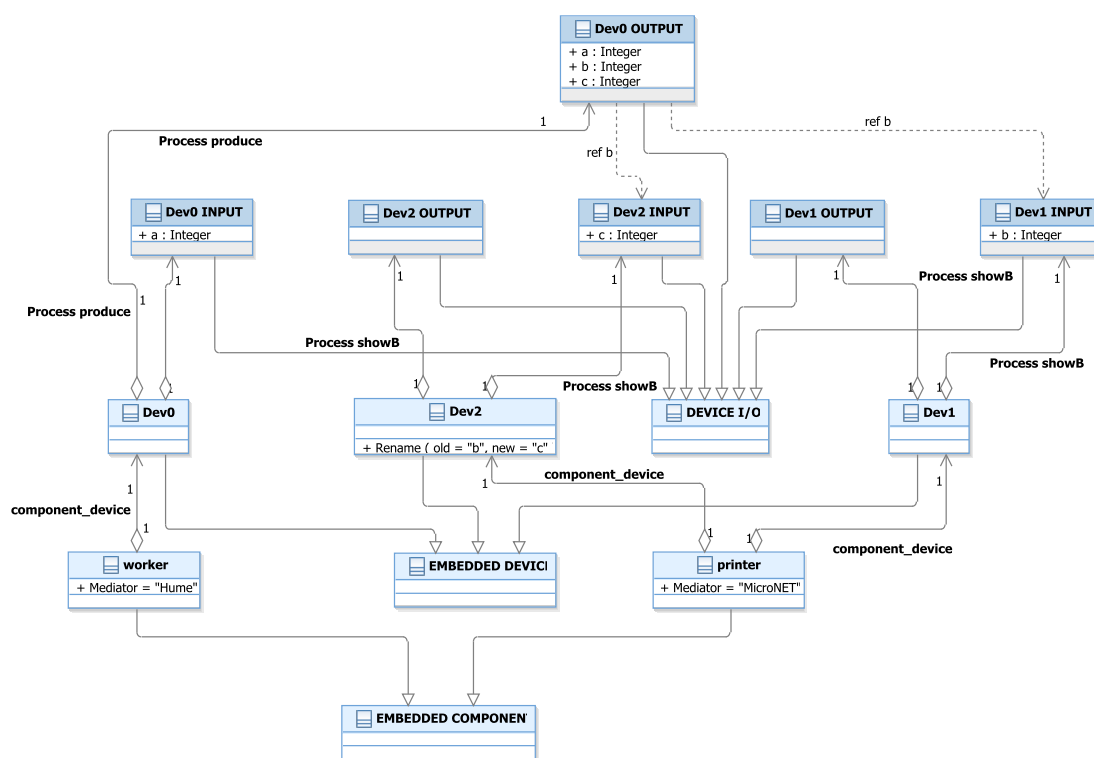 Dev0 OUTPUT
+ a : Integer
+ b : Integer
+ c : Integer
1
Process produce
ref b
ref b
Dev0 INPUT
+ a : Integer
Dev2 OUTPUT
Dev2 INPUT
+ c : Integer
Dev1 OUTPUT
Dev1 INPUT
+ b : Integer
1
1
1
1
Process showB
1
1
Process produce
Process showB
Process showB
Process showB
1
1
1
1
1
Dev0
Dev2
+ Rename ( old = "b", new = "c"
DEVICE I/O
Dev1
1
component_device
1
1
component_device
1
1
1
1
component_device
worker
+ Mediator = "Hume"
EMBEDDED DEVIC
printer
+ Mediator = "MicroNET"
EMBEDDED COMPONEN